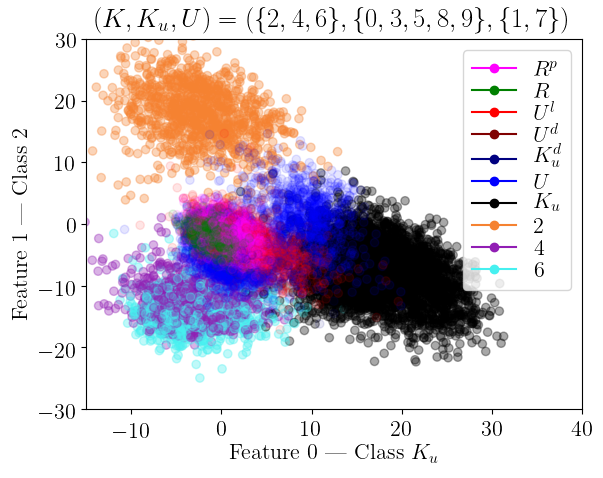 (K, K_u, U) = ({2, 4, 6}, {0, 3, 5, 8, 9}, {1, 7})
30
20
10
0
−10
−20
−30
Feature 1 — Class 2
R^p
R
U^l
U^d
K_u^d
U
K_u
2
4
6
−10
0
10
20
30
40
Feature 0 — Class K_u